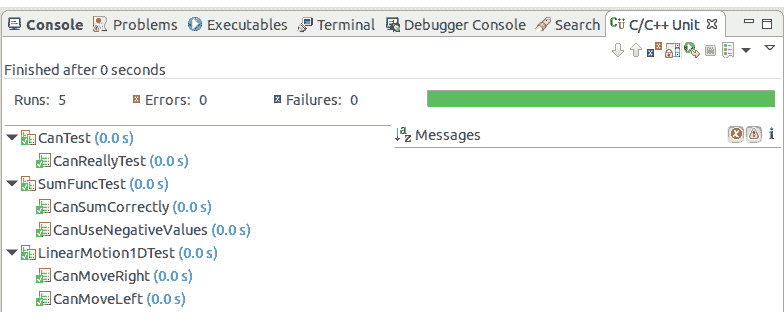 Console Problems Executables Terminal Debugger Console Search C/C++ Unit
Finished after 0 seconds
Runs: 5 Errors: 0 Failures: 0
CanTest (0.0 s)
Messages
CanReallyTest (0.0 s)
SumFuncTest (0.0 s)
CanSumCorrectly (0.0 s)
CanUseNegativeValues (0.0 s)
LinearMotion1DTest (0.0 s)
CanMoveRight (0.0 s)
CanMoveLeft (0.0 s)